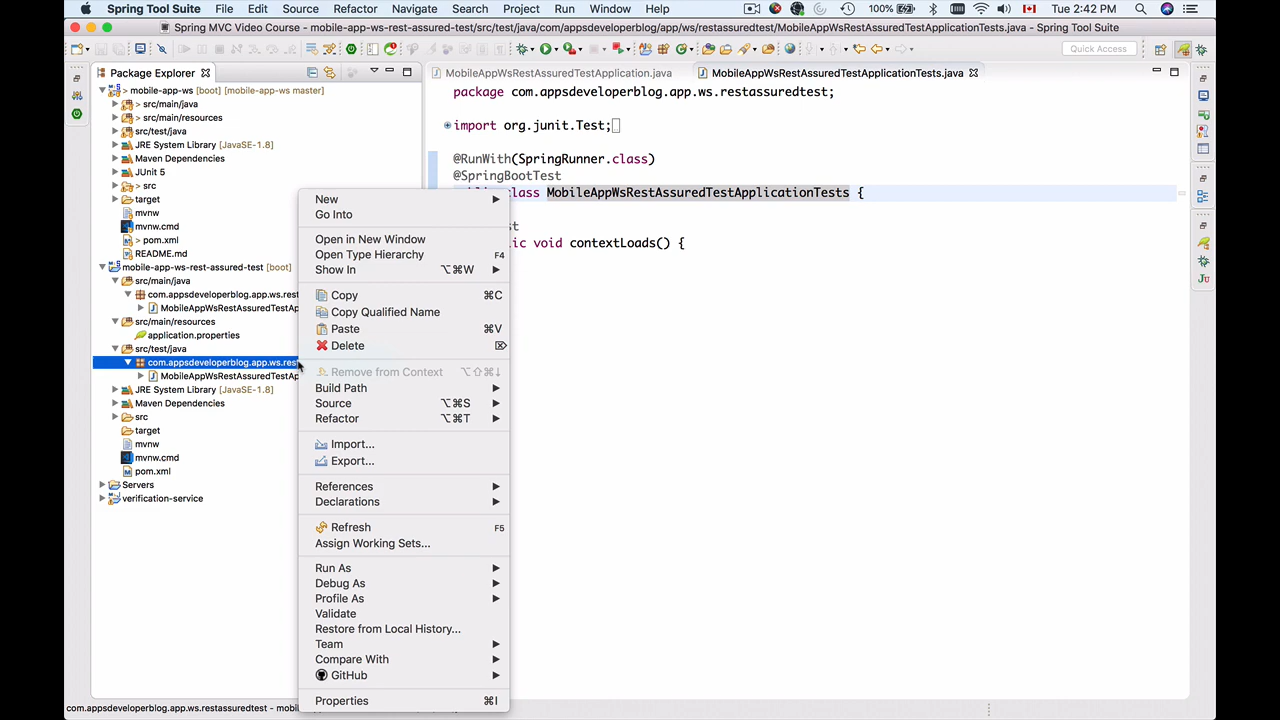 Spring Tool Suite File Edit Source Refactor Navigate Search Project Run Window Help 100% Tue 2:42 PM
Spring MVC Video Course - mobile-app-ws-rest-assured-test/src/test/java/com/appsdeveloperblog/app/ws/restassuredtest/MobileAppWsRestAssuredTestApplicationTests.java - Spring Tool Suite
Quick Access
Package Explorer
MobileAppWsRestAssuredTestApplication.java
MobileAppWsRestAssuredTestApplicationTests.java
> mobile-app-ws [boot] [mobile-app-ws master]
> src/main/java
> src/main/resources
src/test/java
JRE System Library [JavaSE-1.8]
Maven Dependencies
JUnit 5
> src
target
mvnw
mvnw.cmd
> pom.xml
README.md
mobile-app-ws-rest-assured-test [boot]
src/main/java
com.appsdeveloperblog.app.ws.rest
MobileAppWsRestAssuredTestAp
src/main/resources
application.properties
src/test/java
com.appsdeveloperblog.app.ws.res
MobileAppWsRestAssuredTestAp
JRE System Library [JavaSE-1.8]
Maven Dependencies
src
target
mvnw
mvnw.cmd
pom.xml
Servers
verification-service
package com.appsdeveloperblog.app.ws.restassuredtest;
import org.junit.Test;
@RunWith(SpringRunner.class)
@SpringBootTest
class MobileAppWsRestAssuredTestApplicationTests {
st
ic void contextLoads() {
New
Go Into
Open in New Window
Open Type Hierarchy F4
Show In ⌥⌘W
Copy ⌘C
Copy Qualified Name
Paste ⌘V
Delete ⌦
Remove from Context ⌥⇧⌘↓
Build Path
Source ⌥⌘S
Refactor ⌥⌘T
Import...
Export...
References
Declarations
Refresh F5
Assign Working Sets...
Run As
Debug As
Profile As
Validate
Restore from Local History...
Team
Compare With
GitHub
Properties ⌘I
com.appsdeveloperblog.app.ws.restassuredtest - mobi